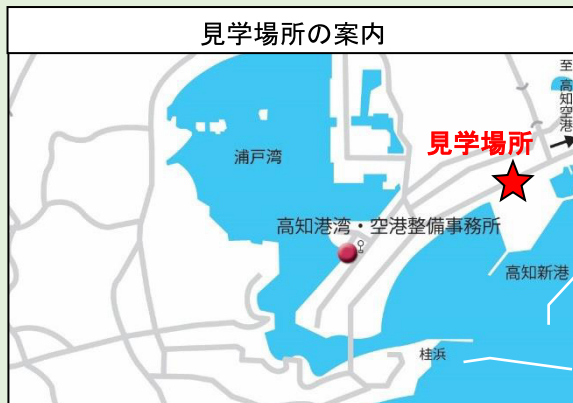 見学場所の案内
至高知空港
見学場所
浦戸湾
高知港湾・空港整備事務所
高知新港
桂浜